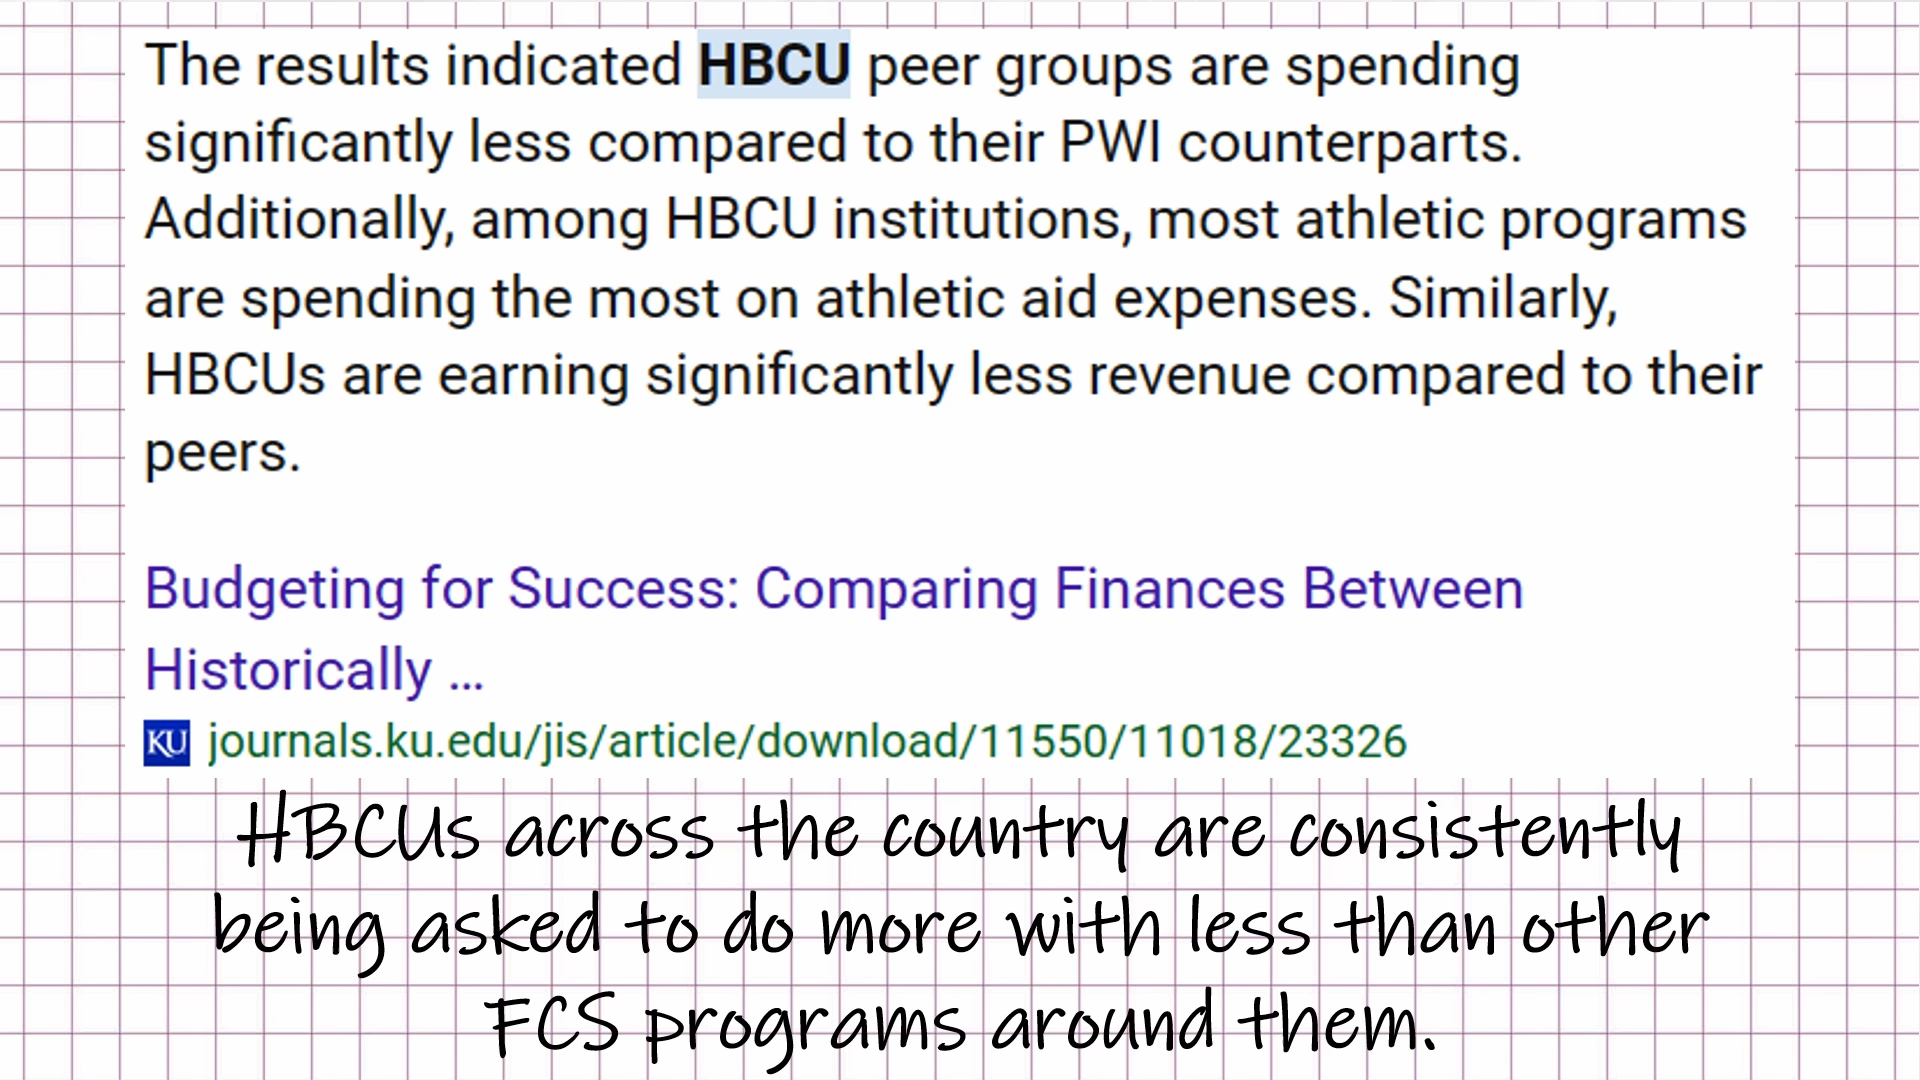 The results indicated HBCU peer groups are spending
significantly less compared to their PWI counterparts.
Additionally, among HBCU institutions, most athletic programs
are spending the most on athletic aid expenses. Similarly,
HBCUs are earning significantly less revenue compared to their
peers.
Budgeting for Success: Comparing Finances Between
Historically ...
KU journals.ku.edu/jis/article/download/11550/11018/23326
HBCUs across the country are consistently
being asked to do more with less than other
FCS programs around them.